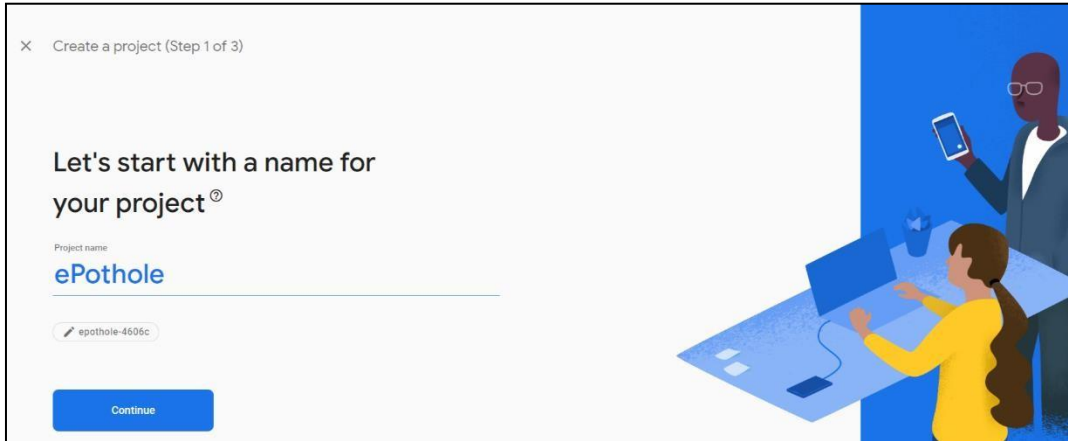 × Create a project (Step 1 of 3)
Let's start with a name for
your project ?
Project name
ePothole
epothole-4606c
Continue